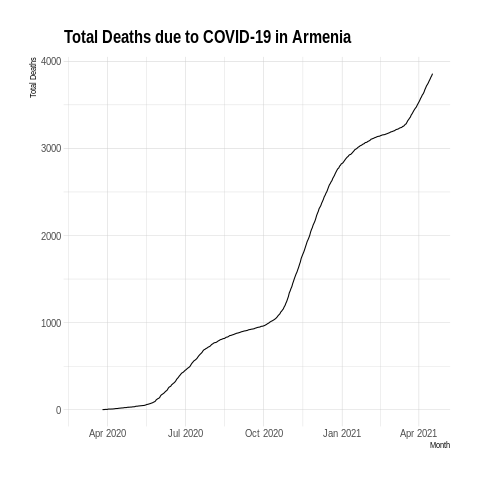 Total Deaths due to COVID-19 in Armenia
Total Deaths
4000
3000
2000
1000
0
Apr 2020 Jul 2020 Oct 2020 Jan 2021 Apr 2021
Month